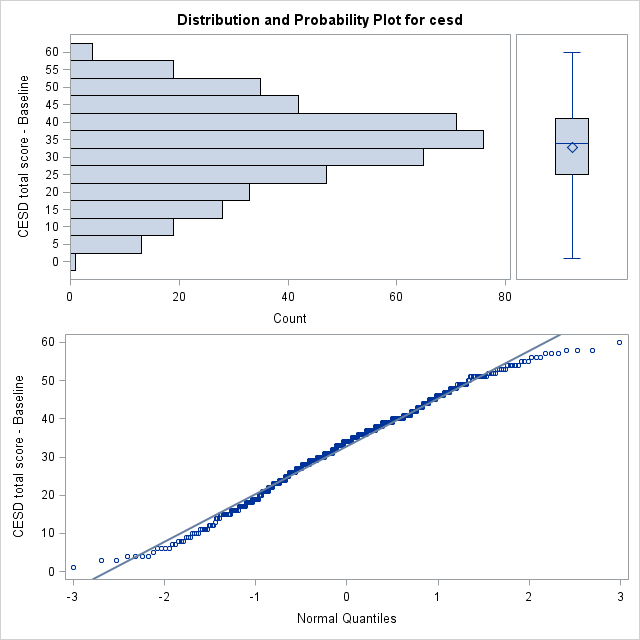 Distribution and Probability Plot for cesd
CESD total score - Baseline
60
55
50
45
40
35
30
25
20
15
10
5
0
0 20 40 60 80
Count
CESD total score - Baseline
60
50
40
30
20
10
0
-3 -2 -1 0 1 2 3
Normal Quantiles